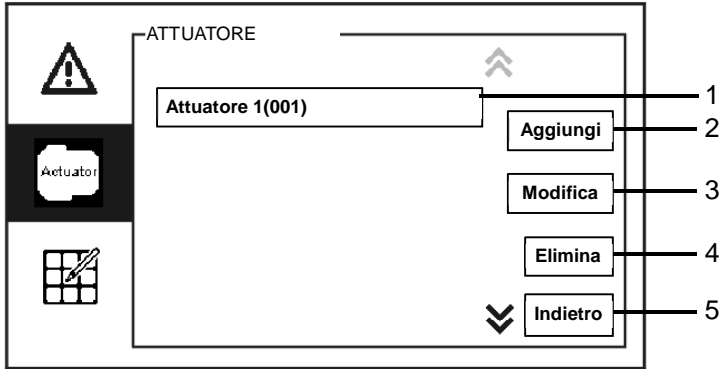 ATTUATORE
Attuatore 1(001)
1
Aggiungi
2
Actuator
Modifica
3
Elimina
4
Indietro
5